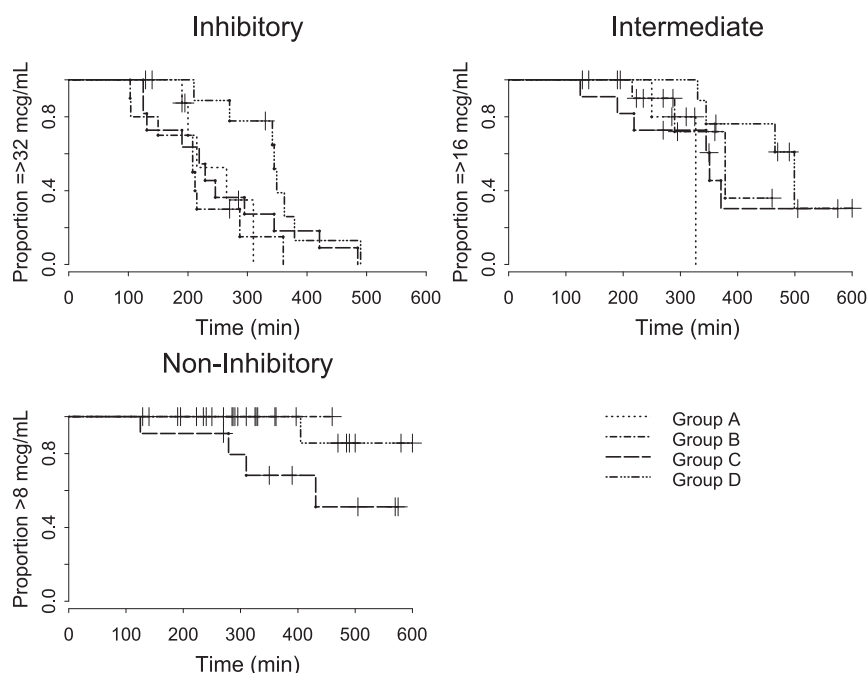 Inhibitory
Proportion =>32 mcg/mL
0.0 0.4 0.8
0 100 200 300 400 500 600
Time (min)
Intermediate
Proportion =>16 mcg/mL
0.0 0.4 0.8
0 100 200 300 400 500 600
Time (min)
Non-Inhibitory
Proportion >8 mcg/mL
0.0 0.4 0.8
0 100 200 300 400 500 600
Time (min)
Group A
Group B
Group C
Group D